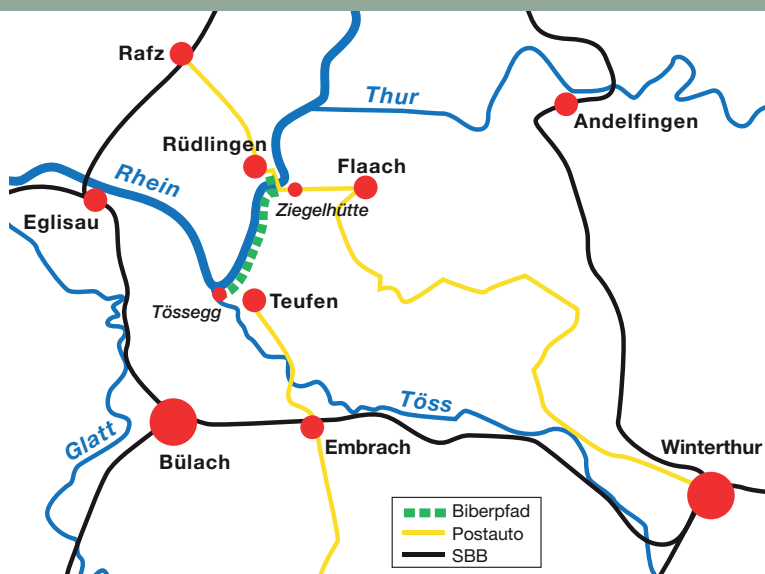 Rafz
Thur
Andelfingen
Rüdlingen
Flaach
Rhein
Ziegelhütte
Eglisau
Tössegg
Teufen
Töss
Glatt
Bülach
Embrach
Winterthur
Biberpfad
Postauto
SBB